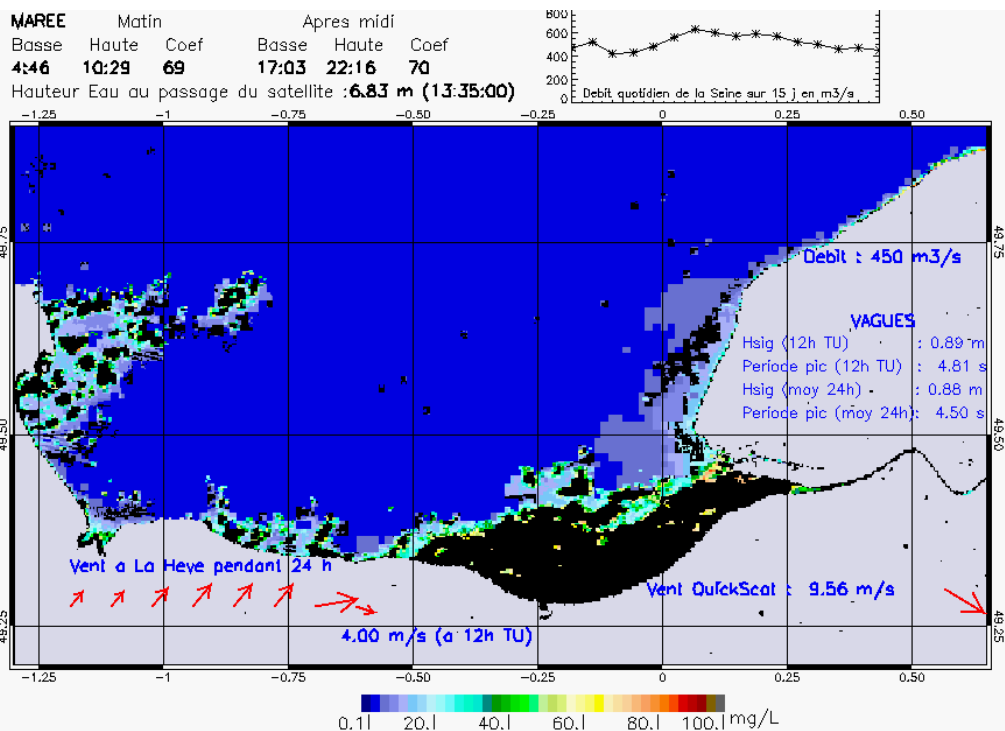 MAREE Matin Apres midi
Basse Haute Coef Basse Haute Coef
4:46 10:29 69 17:03 22:16 70
Hauteur Eau au passage du satellite :6.83 m (13:35:00)
800
600
400
200
0
Debit quotidien de la Seine sur 15 j en m3/s
-1.25 -1 -0.75 -0.50 -0.25 0 0.25 0.50
49.75 49.75
Debit : 450 m3/s
VAGUES
Hsig (12h TU) : 0.89 m
Periode pic (12h TU) : 4.81 s
Hsig (moy 24h) : 0.88 m
Periode pic (moy 24h): 4.50 s
49.50 49.50
Vent a La Heve pendant 24 h
Vent QuickScat : 9.56 m/s
4.00 m/s (a 12h TU)
49.25 49.25
-1.25 -1 -0.75 -0.50 -0.25 0 0.25 0.50
0.1 20.1 40.1 60.1 80.1 100.1 mg/L